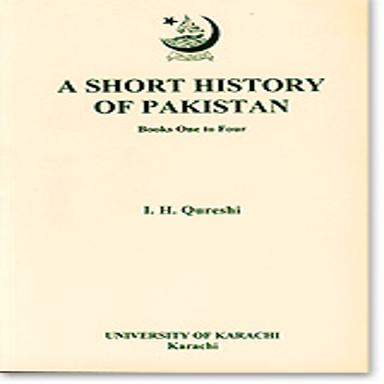 A SHORT HISTORY
OF PAKISTAN
Books One to Four
I. H. Qureshi
UNIVERSITY OF KARACHI
Karachi